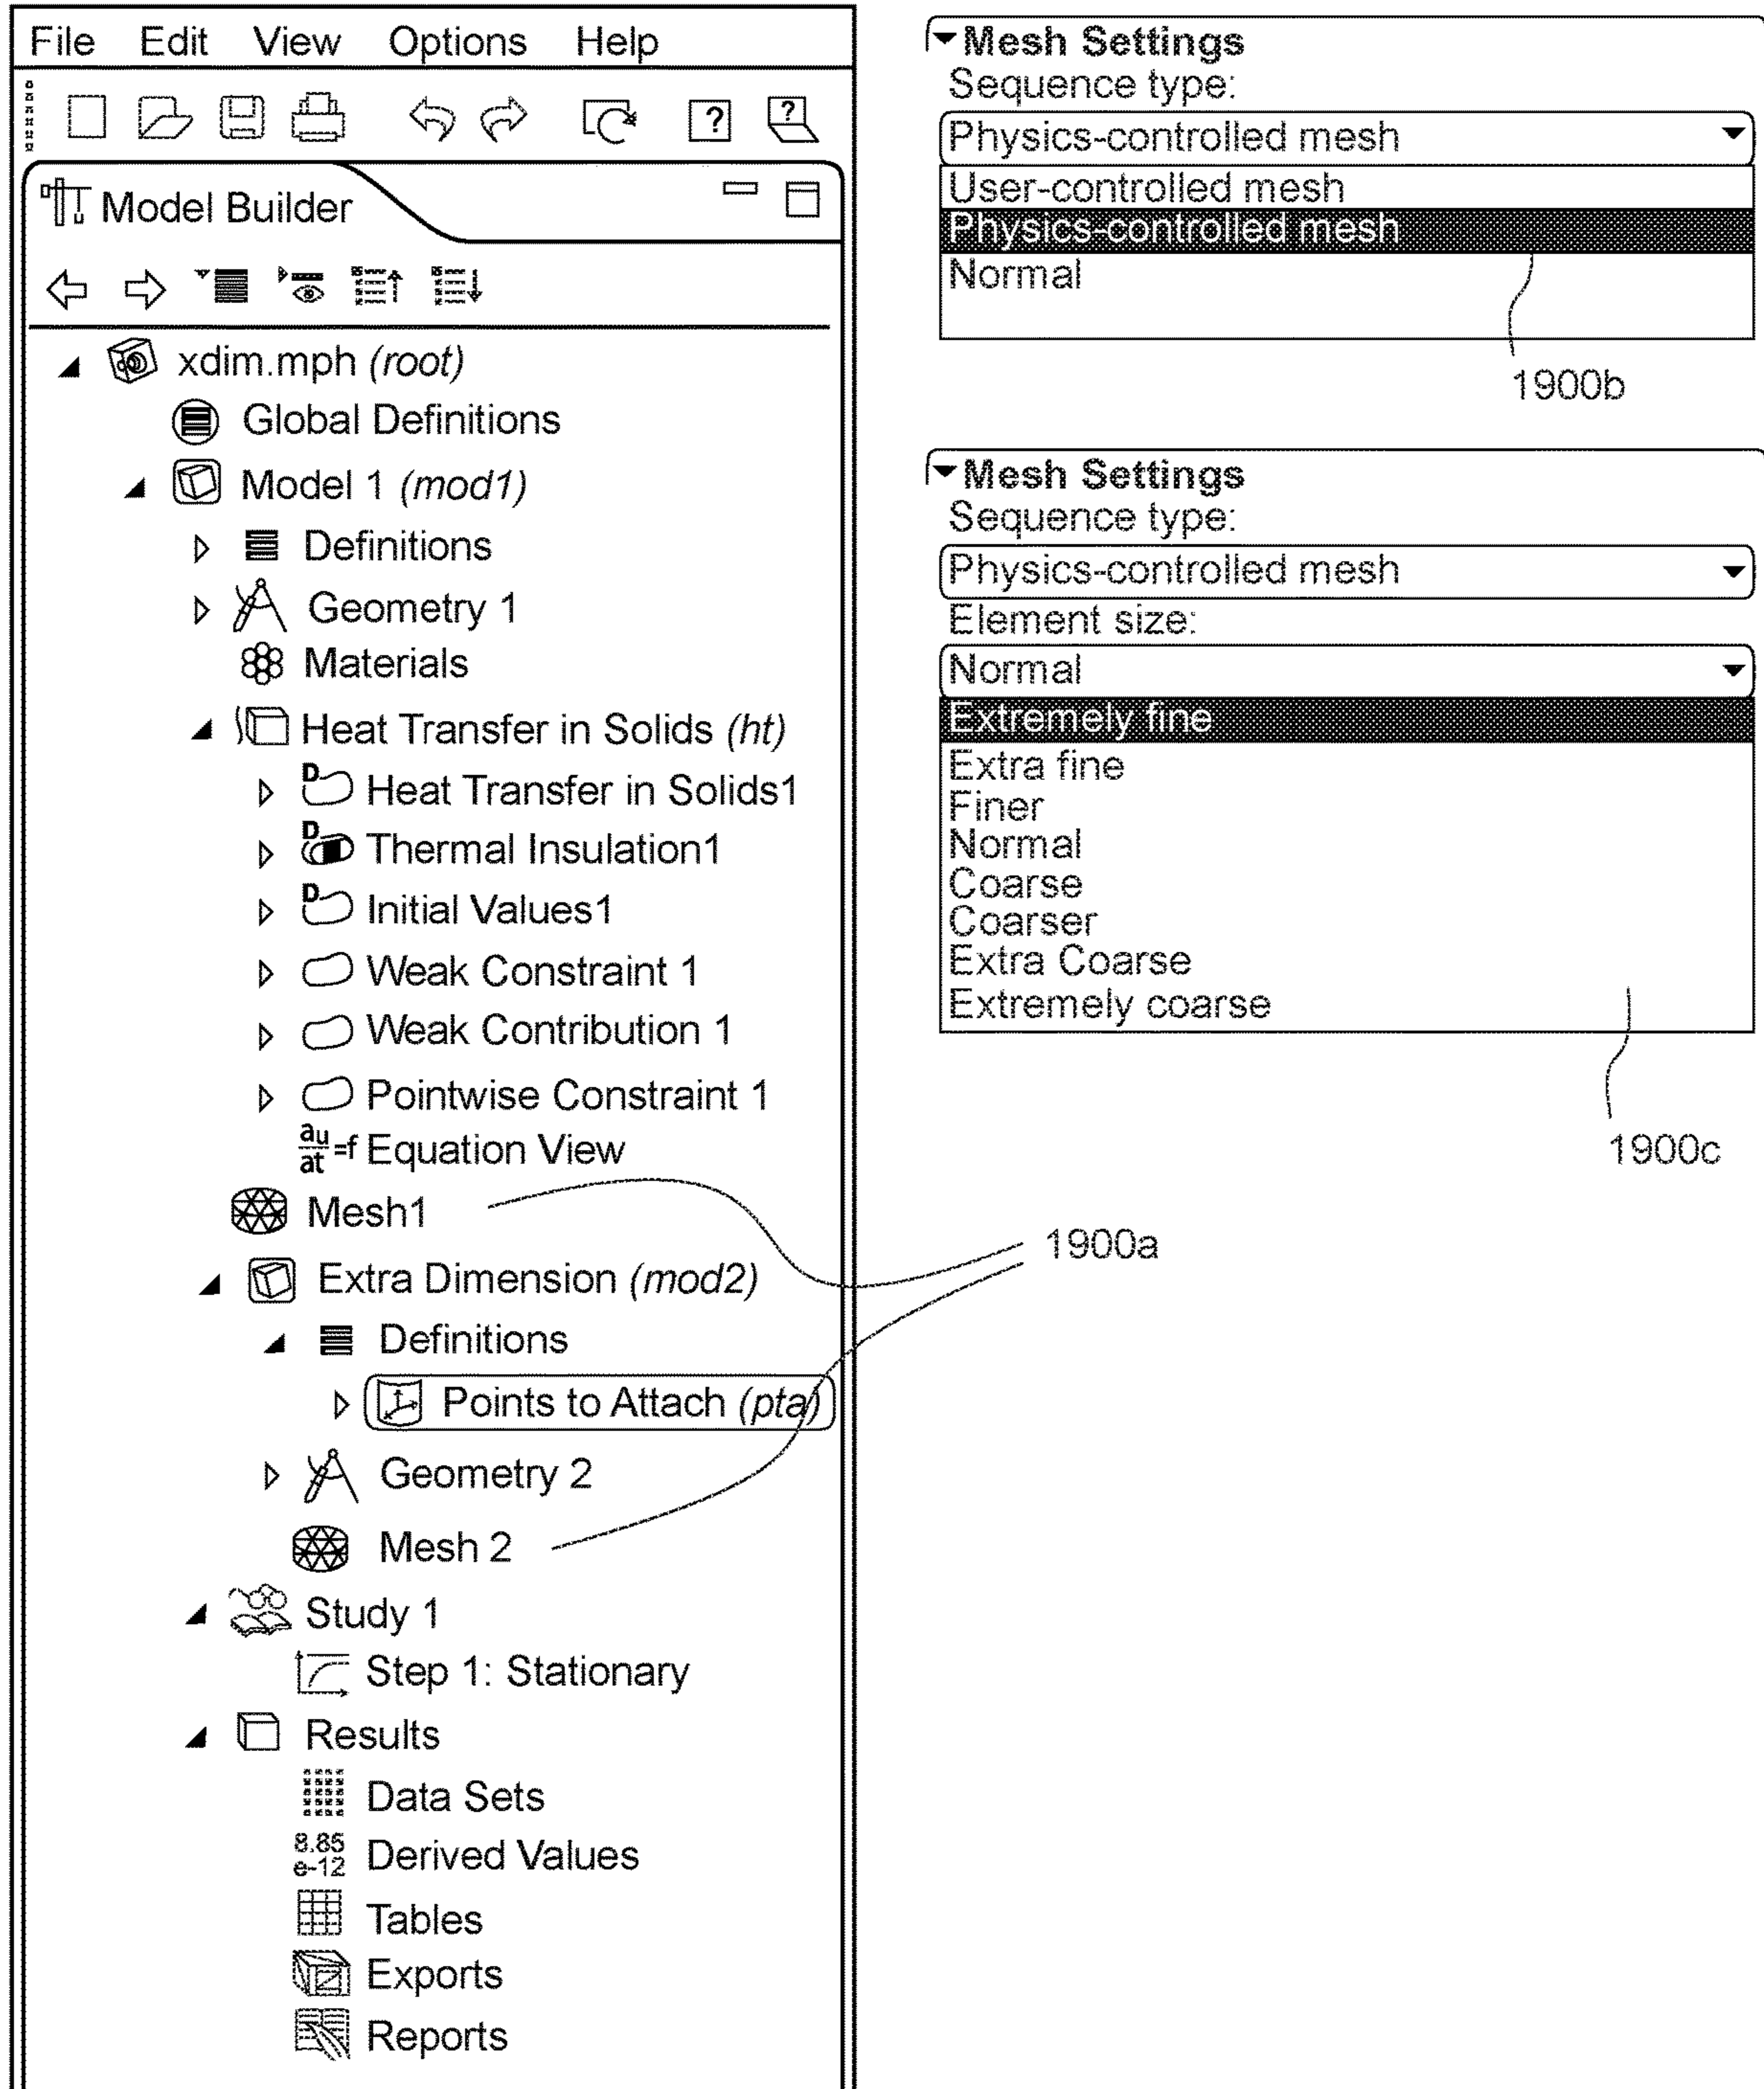 File Edit View Options Help
? ?
Model Builder
xdim.mph (root)
Global Definitions
Model 1 (mod1)
Definitions
Geometry 1
Materials
Heat Transfer in Solids (ht)
D Heat Transfer in Solids1
D Thermal Insulation1
D Initial Values1
Weak Constraint 1
Weak Contribution 1
Pointwise Constraint 1
au/at =f Equation View
Mesh1
Extra Dimension (mod2)
Definitions
Points to Attach (pta)
Geometry 2
Mesh 2
Study 1
Step 1: Stationary
Results
Data Sets
8.85
e-12 Derived Values
Tables
Exports
Reports
Mesh Settings
Sequence type:
Physics-controlled mesh
User-controlled mesh
Physics-controlled mesh
Normal
1900b
Mesh Settings
Sequence type:
Physics-controlled mesh
Element size:
Normal
Extremely fine
Extra fine
Finer
Normal
Coarse
Coarser
Extra Coarse
Extremely coarse
1900c
1900a